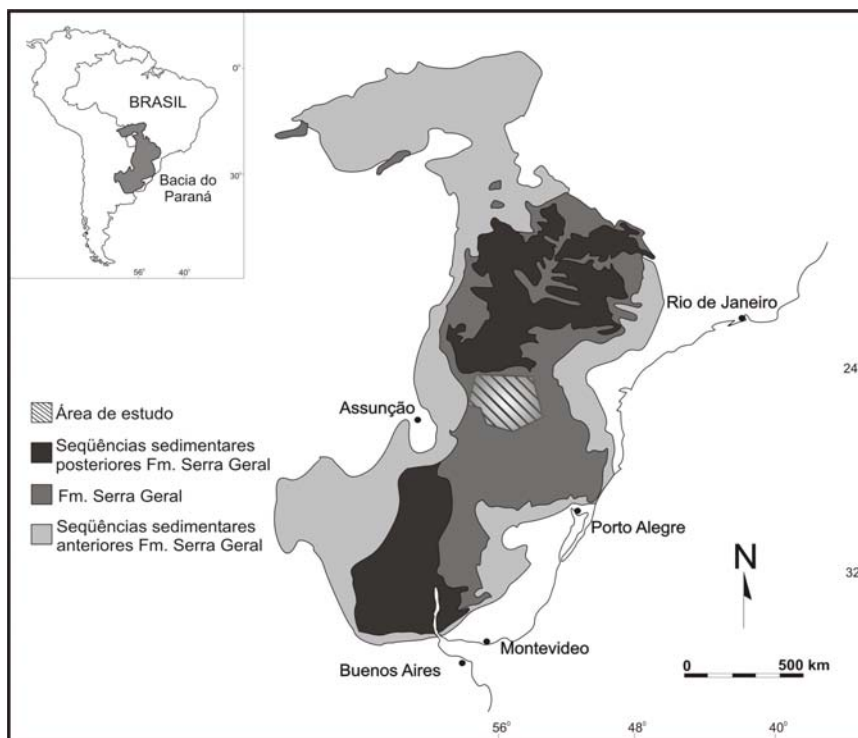 0°
BRASIL
30°
Bacia do
Paraná
56° 40°
Rio de Janeiro
24°
Assunção
Área de estudo
Seqüências sedimentares
posteriores Fm. Serra Geral
Fm. Serra Geral
Seqüências sedimentares
anteriores Fm. Serra Geral
Porto Alegre
N
32
Montevideo
Buenos Aires
0 500 km
56° 48° 40°